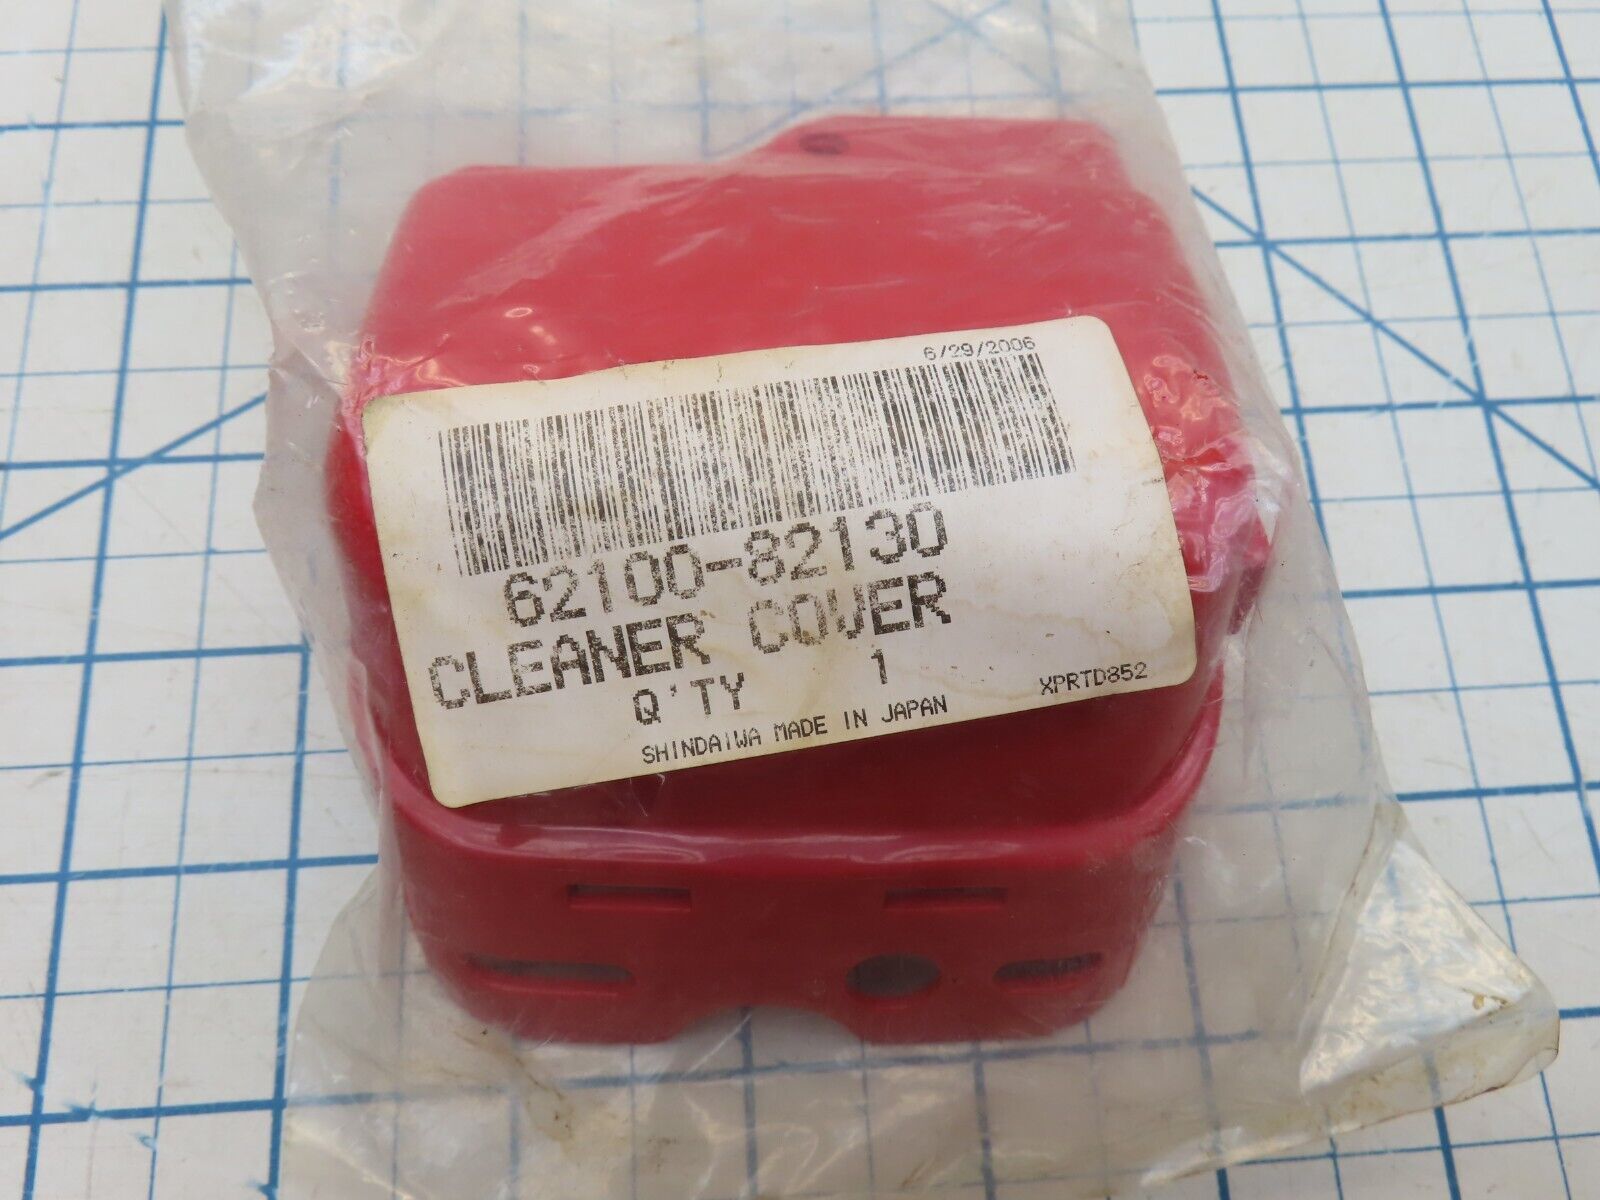 6/29/2006
62100-82130
CLEANER COVER
Q'TY 1
XPRTD852
SHINDAIWA MADE IN JAPAN